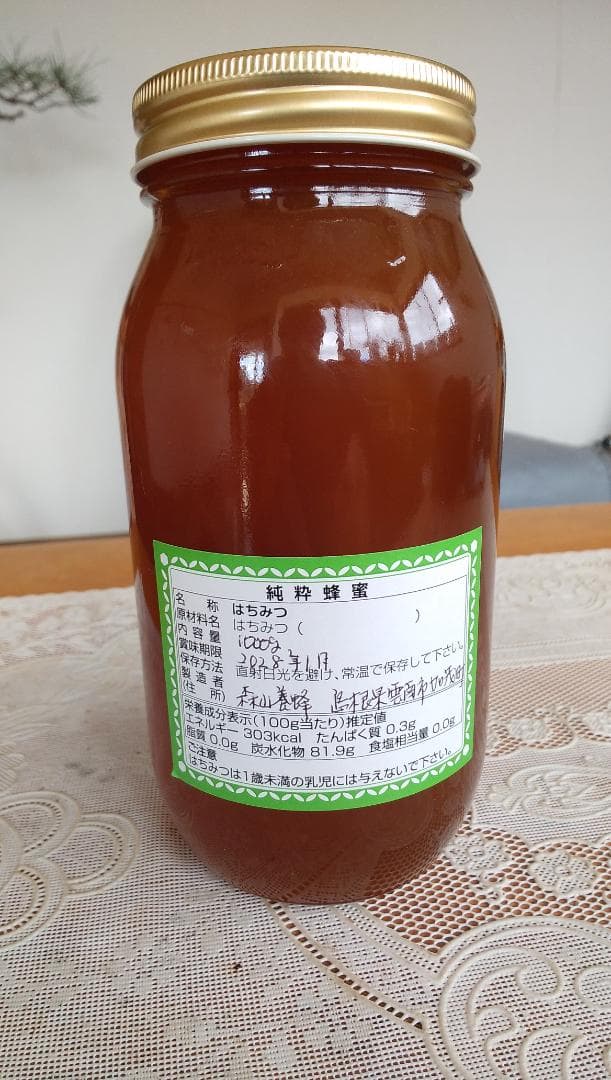 純粋蜂蜜
名称 はちみつ
原材料名 はちみつ（ ）
内容量 1000g
賞味期限 2028年1月
保存方法 直射日光を避け、常温で保存して下さい。
製造者 森山養蜂 島根県雲南市加茂町
(住所)
栄養成分表示(100g当たり)推定値
エネルギー 303kcal たんぱく質 0.3g
脂質 0.0g 炭水化物 81.9g 食塩相当量 0.0g
ご注意
はちみつは1歳未満の乳児には与えないで下さい。